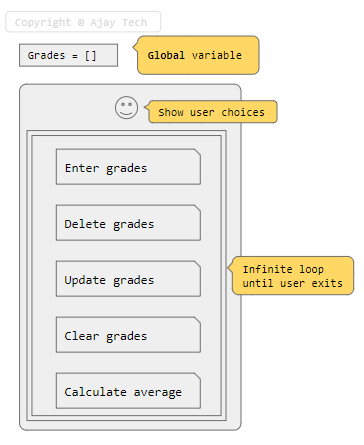 Copyright © Ajay Tech
Grades = []
Global variable
Show user choices
Enter grades
Delete grades
Update grades
Infinite loop
until user exits
Clear grades
Calculate average